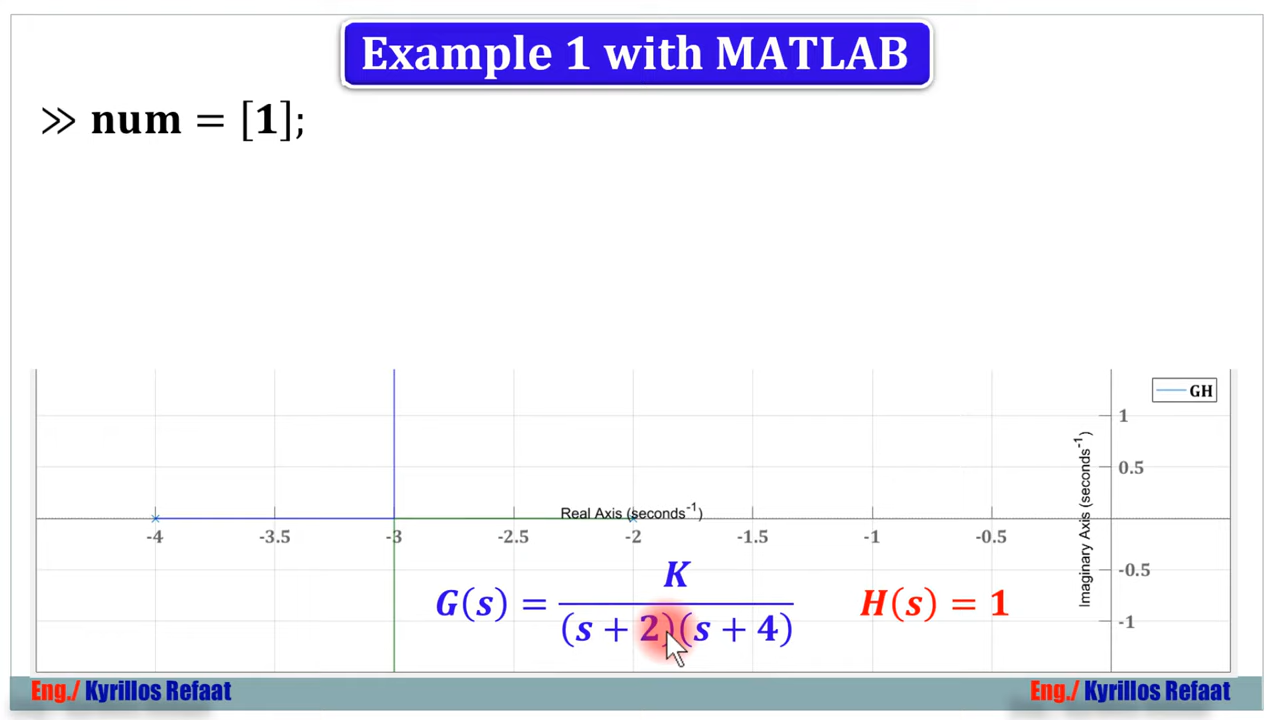 Example 1 with MATLAB
≫ num = [1];
GH
1
0.5
Real Axis (seconds⁻¹)
-4 -3.5 -3 -2.5 -2 -1.5 -1 -0.5
Imaginary Axis (seconds⁻¹)
-0.5
-1
G(s) = K / (s + 2)(s + 4) H(s) = 1
Eng./ Kyrillos Refaat Eng./ Kyrillos Refaat